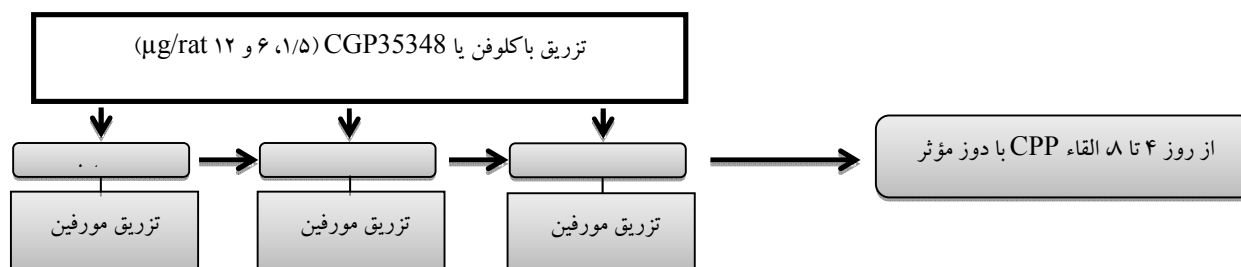 تزریق باکلوفن یا CGP35348 (۱/۵، ۶ و ۱۲ µg/rat)
از روز ۴ تا ۸، القاء CPP با دوز مؤثر
تزریق مورفین
تزریق مورفین
تزریق مورفین